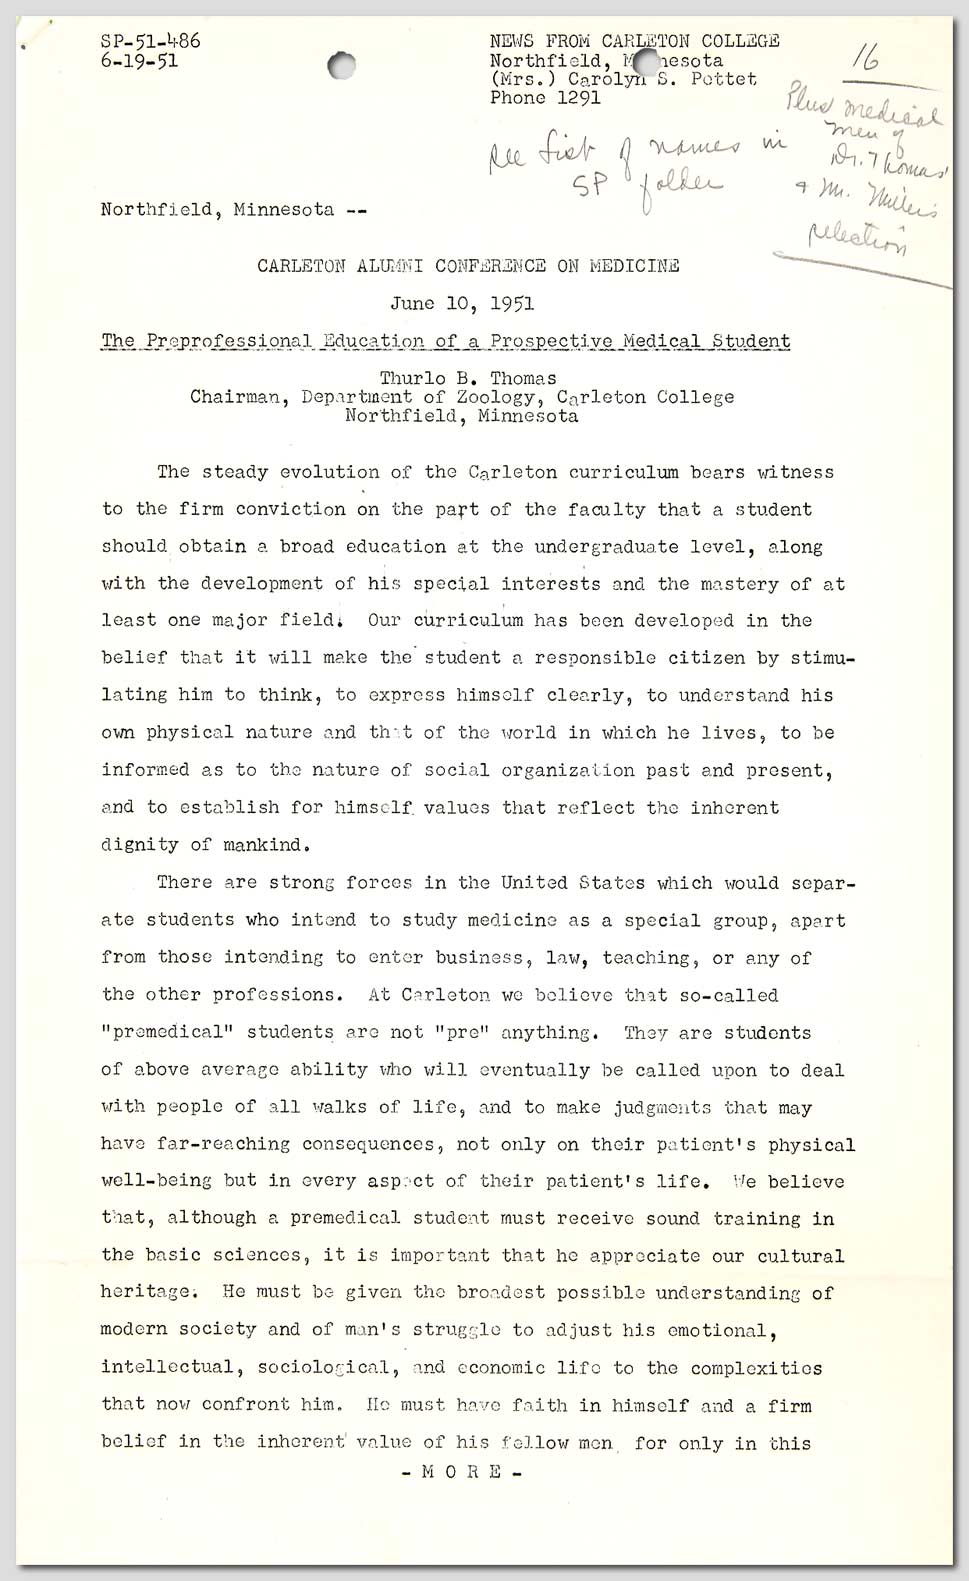 SP-51-486
6-19-51
NEWS FROM CARLETON COLLEGE
Northfield, M nesota
(Mrs.) Carolyn S. Pottet
Phone 1291
16
Plus medical
men of
Dr. Thomas'
& Mr. Miller's
selection
see list of names in
SP folder
Northfield, Minnesota --
CARLETON ALUMNI CONFERENCE ON MEDICINE
June 10, 1951
The Preprofessional Education of a Prospective Medical Student
Thurlo B. Thomas
Chairman, Department of Zoology, Carleton College
Northfield, Minnesota
The steady evolution of the Carleton curriculum bears witness
to the firm conviction on the part of the faculty that a student
should obtain a broad education at the undergraduate level, along
with the development of his special interests and the mastery of at
least one major field. Our curriculum has been developed in the
belief that it will make the student a responsible citizen by stimu-
lating him to think, to express himself clearly, to understand his
own physical nature and that of the world in which he lives, to be
informed as to the nature of social organization past and present,
and to establish for himself values that reflect the inherent
dignity of mankind.
There are strong forces in the United States which would separ-
ate students who intend to study medicine as a special group, apart
from those intending to enter business, law, teaching, or any of
the other professions. At Carleton we believe that so-called
"premedical" students are not "pre" anything. They are students
of above average ability who will eventually be called upon to deal
with people of all walks of life, and to make judgments that may
have far-reaching consequences, not only on their patient's physical
well-being but in every aspect of their patient's life. We believe
that, although a premedical student must receive sound training in
the basic sciences, it is important that he appreciate our cultural
heritage. He must be given the broadest possible understanding of
modern society and of man's struggle to adjust his emotional,
intellectual, sociological, and economic life to the complexities
that now confront him. He must have faith in himself and a firm
belief in the inherent value of his fellow men, for only in this
- M O R E -